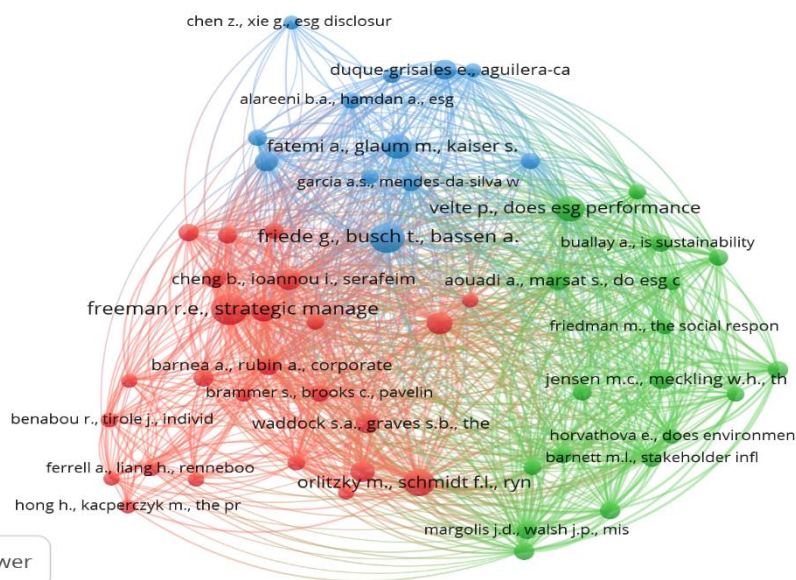 chen z., xie g., esg disclosur
duque-grisales e., aguilera-ca
alareeni b.a., hamdan a., esg
fatemi a., glaum m., kaiser s.
garcia a.s., mendes-da-silva w
velte p., does esg performance
friede g., busch t., bassen a.
buallay a., is sustainability
cheng b., ioannou i., serafeim
aouadi a., marsat s., do esg c
freeman r.e., strategic manage
friedman m., the social respon
barnea a., rubin a., corporate
jensen m.c., meckling w.h., th
brammer s., brooks c., pavelin
benabou r., tirole j., individ
waddock s.a., graves s.b., the
horvathova e., does environmen
barnett m.l., stakeholder infl
ferrell a., liang h., renneboo
orlitzky m., schmidt f.l., ryn
hong h., kacperczyk m., the pr
margolis j.d., walsh j.p., mis
wer